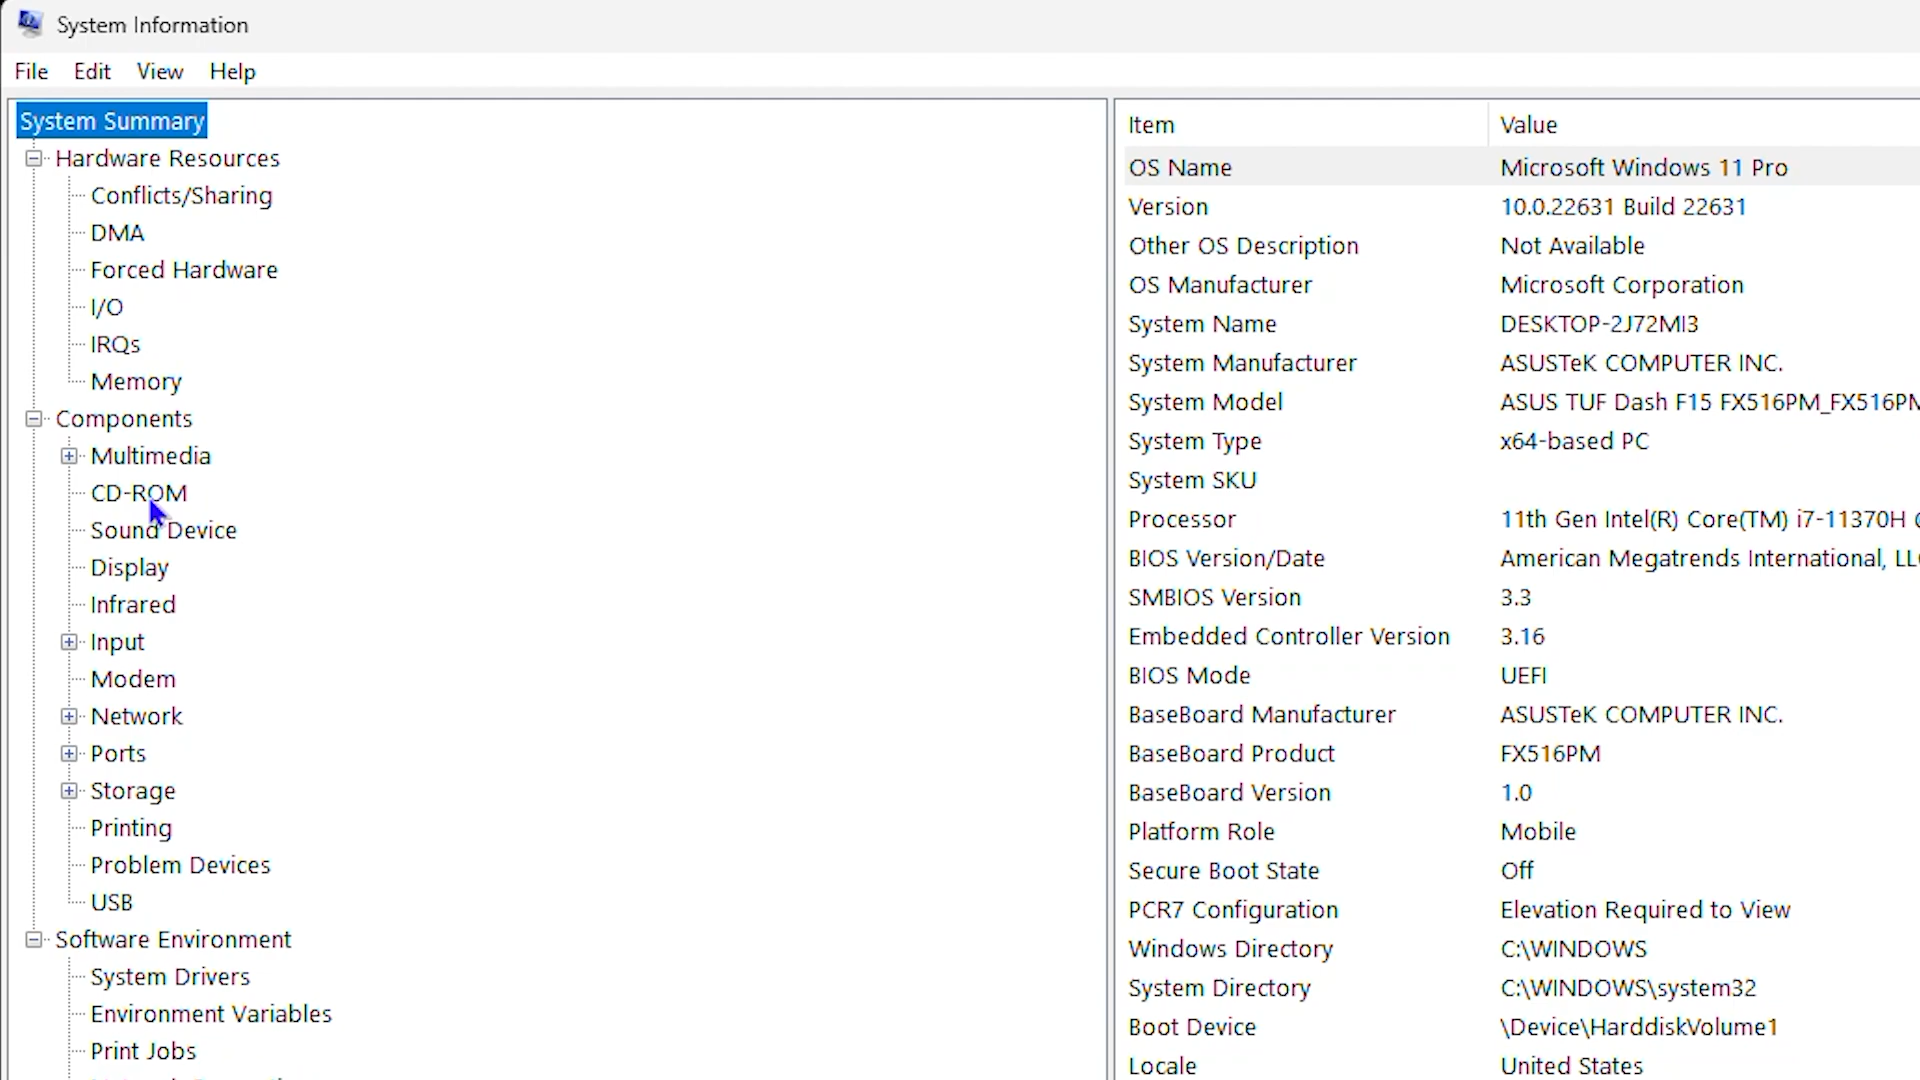 System Information
File Edit View Help
System Summary
Hardware Resources
Conflicts/Sharing
DMA
Forced Hardware
I/O
IRQs
Memory
Components
Multimedia
CD-ROM
Sound Device
Display
Infrared
Input
Modem
Network
Ports
Storage
Printing
Problem Devices
USB
Software Environment
System Drivers
Environment Variables
Print Jobs
Item Value
OS Name Microsoft Windows 11 Pro
Version 10.0.22631 Build 22631
Other OS Description Not Available
OS Manufacturer Microsoft Corporation
System Name DESKTOP-2J72MI3
System Manufacturer ASUSTeK COMPUTER INC.
System Model ASUS TUF Dash F15 FX516PM_FX516PM
System Type x64-based PC
System SKU
Processor 11th Gen Intel(R) Core(TM) i7-11370H
BIOS Version/Date American Megatrends International,
SMBIOS Version 3.3
Embedded Controller Version 3.16
BIOS Mode UEFI
BaseBoard Manufacturer ASUSTeK COMPUTER INC.
BaseBoard Product FX516PM
BaseBoard Version 1.0
Platform Role Mobile
Secure Boot State Off
PCR7 Configuration Elevation Required to View
Windows Directory C:\WINDOWS
System Directory C:\WINDOWS\system32
Boot Device \Device\HarddiskVolume1
Locale United States